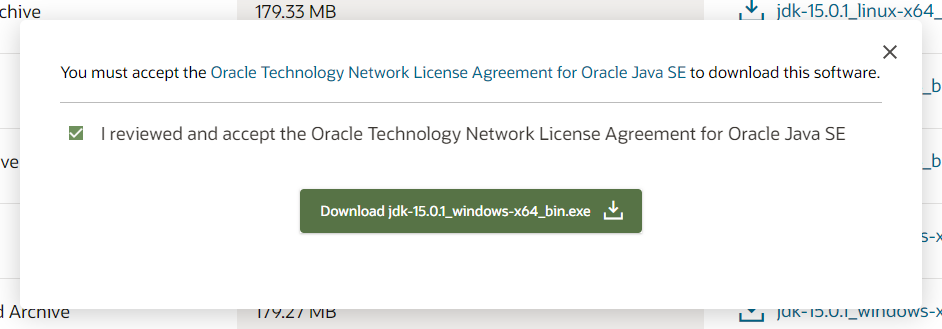 chive
179.33 MB
jdk-15.0.1_linux-x64_
You must accept the Oracle Technology Network License Agreement for Oracle Java SE to download this software.
_b
I reviewed and accept the Oracle Technology Network License Agreement for Oracle Java SE
ve
_b
Download jdk-15.0.1_windows-x64_bin.exe
s-x
d Archive
179.27 MB
jdk-15.0.1_windows-x